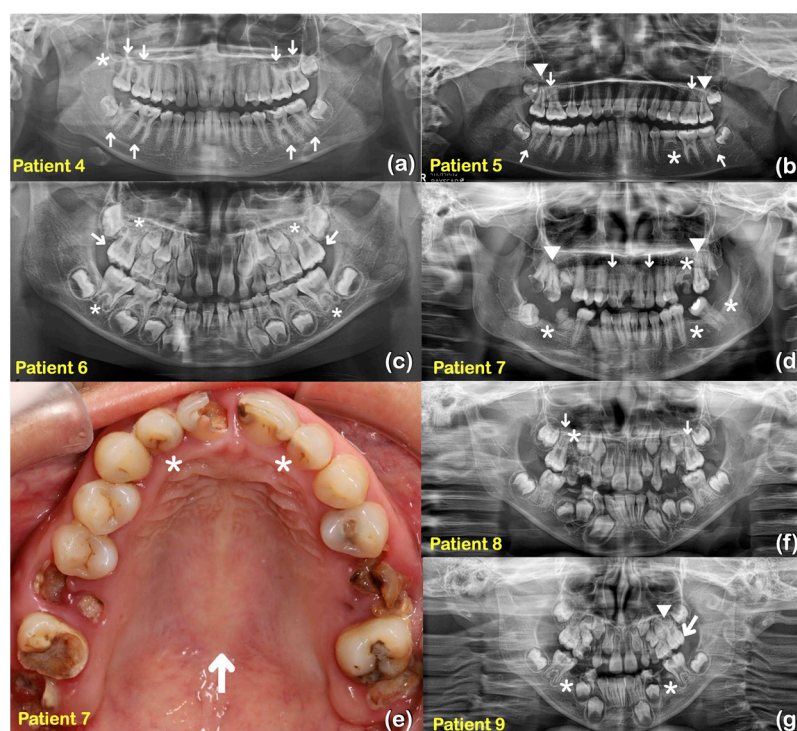 Patient 4
(a)
Patient 5
(b)
R
Patient 6
(c)
Patient 7
(d)
Patient 7
(e)
Patient 8
(f)
Patient 9
(g)